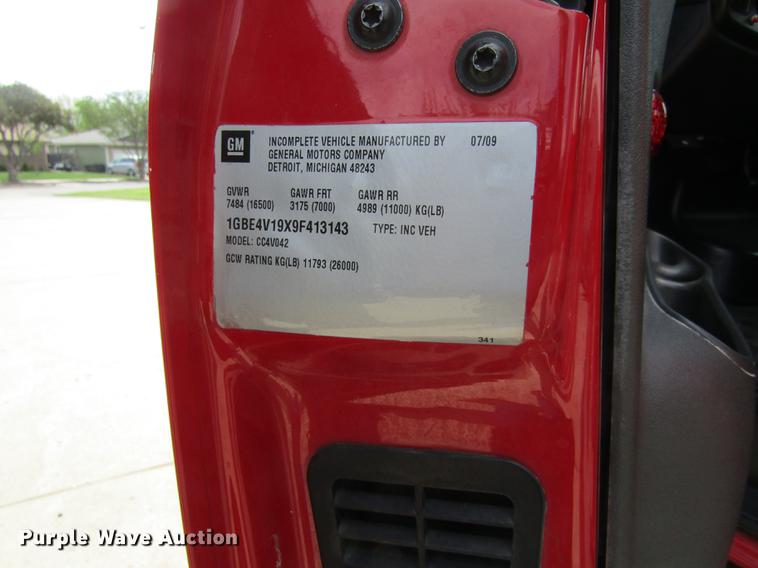 GM
GM INCOMPLETE VEHICLE MANUFACTURED BY 07/09
GENERAL MOTORS COMPANY
DETROIT, MICHIGAN 48243
GVWR GAWR FRT GAWR RR
7484 (16500) 3175 (7000) 4989 (11000) KG(LB)
1GBE4V19X9F413143 TYPE: INC VEH
MODEL: CC4V042
GCW RATING KG(LB) 11793 (26000)
341
Purple Wave Auction